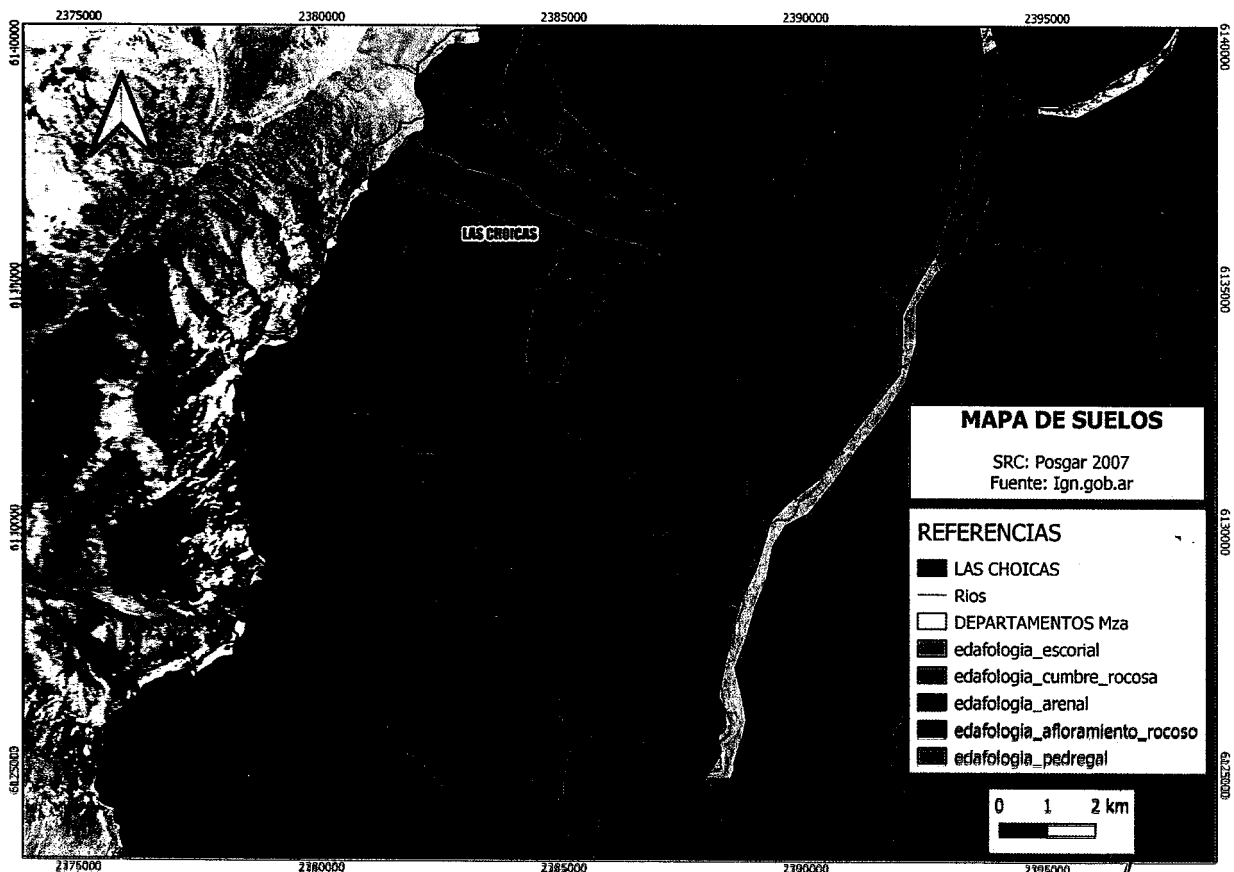 2375000 2380000 2385000 2390000 2395000
6140000 6140000
LAS CHOICAS
6135000 6135000
MAPA DE SUELOS
SRC: Posgar 2007
Fuente: Ign.gob.ar
6130000 6130000
REFERENCIAS
LAS CHOICAS
Rios
DEPARTAMENTOS Mza
edafologia_escorial
edafologia_cumbre_rocosa
edafologia_arenal
edafologia_afloramiento_rocoso
edafologia_pedregal
6125000 6125000
0 1 2 km
2375000 2380000 2385000 2390000 2395000